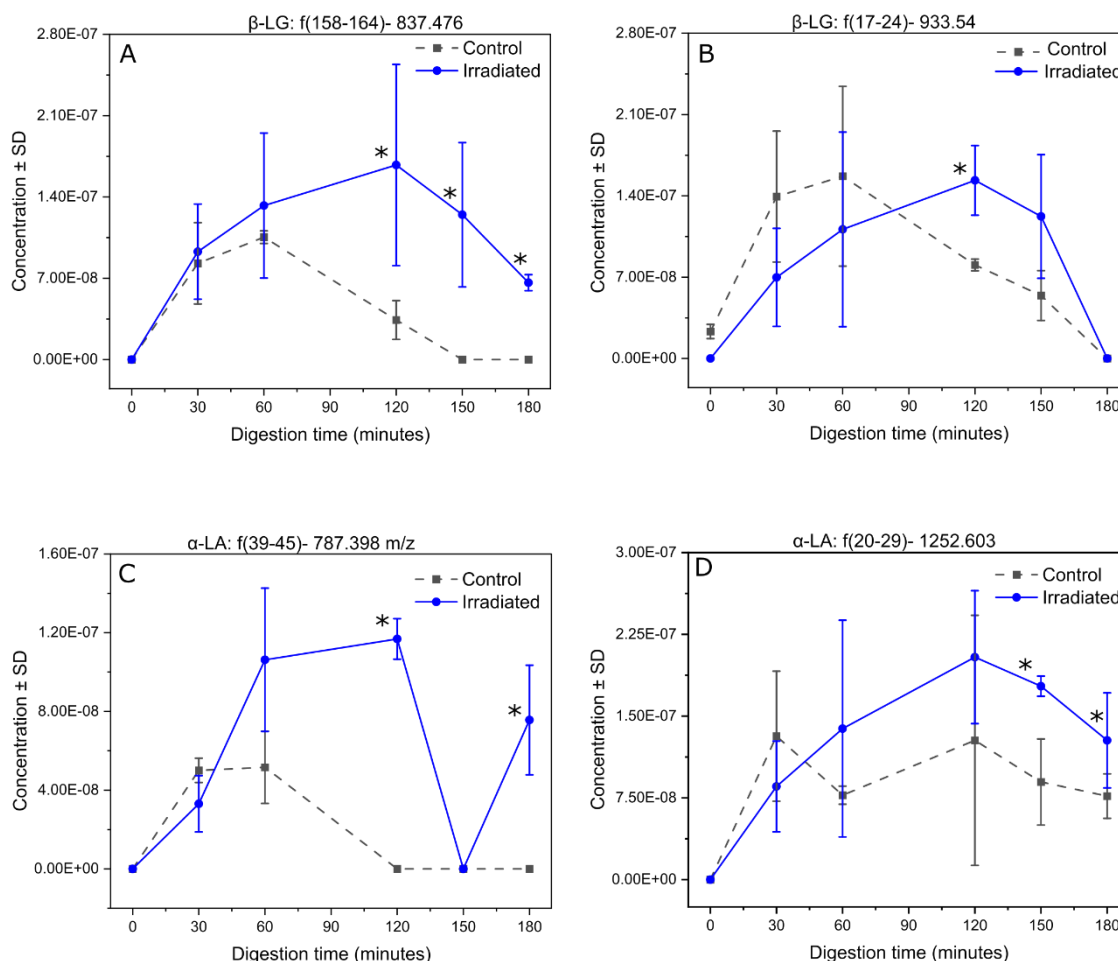 β-LG: f(158-164)- 837.476
A
Control
Irradiated
2.80E-07
2.10E-07
1.40E-07
7.00E-08
0.00E+00
Concentration ± SD
*
*
*
0 30 60 90 120 150 180
Digestion time (minutes)
β-LG: f(17-24)- 933.54
B
Control
Irradiated
2.80E-07
2.10E-07
1.40E-07
7.00E-08
0.00E+00
Concentration ± SD
*
0 30 60 90 120 150 180
Digestion time (minutes)
α-LA: f(39-45)- 787.398 m/z
C
Control
Irradiated
1.60E-07
1.20E-07
8.00E-08
4.00E-08
0.00E+00
Concentration ± SD
*
*
0 30 60 90 120 150 180
Digestion time (minutes)
α-LA: f(20-29)- 1252.603
D
Control
Irradiated
3.00E-07
2.25E-07
1.50E-07
7.50E-08
0.00E+00
Concentration ± SD
*
*
0 30 60 90 120 150 180
Digestion time (minutes)